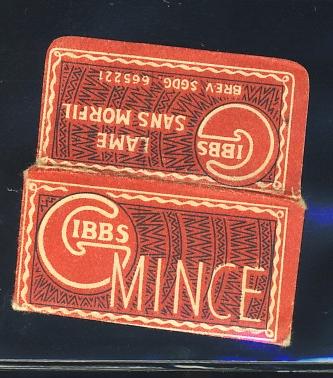 BREV SGDG. 665221
LAME
SANS MORFIL
GIBBS
GIBBS
MINCE